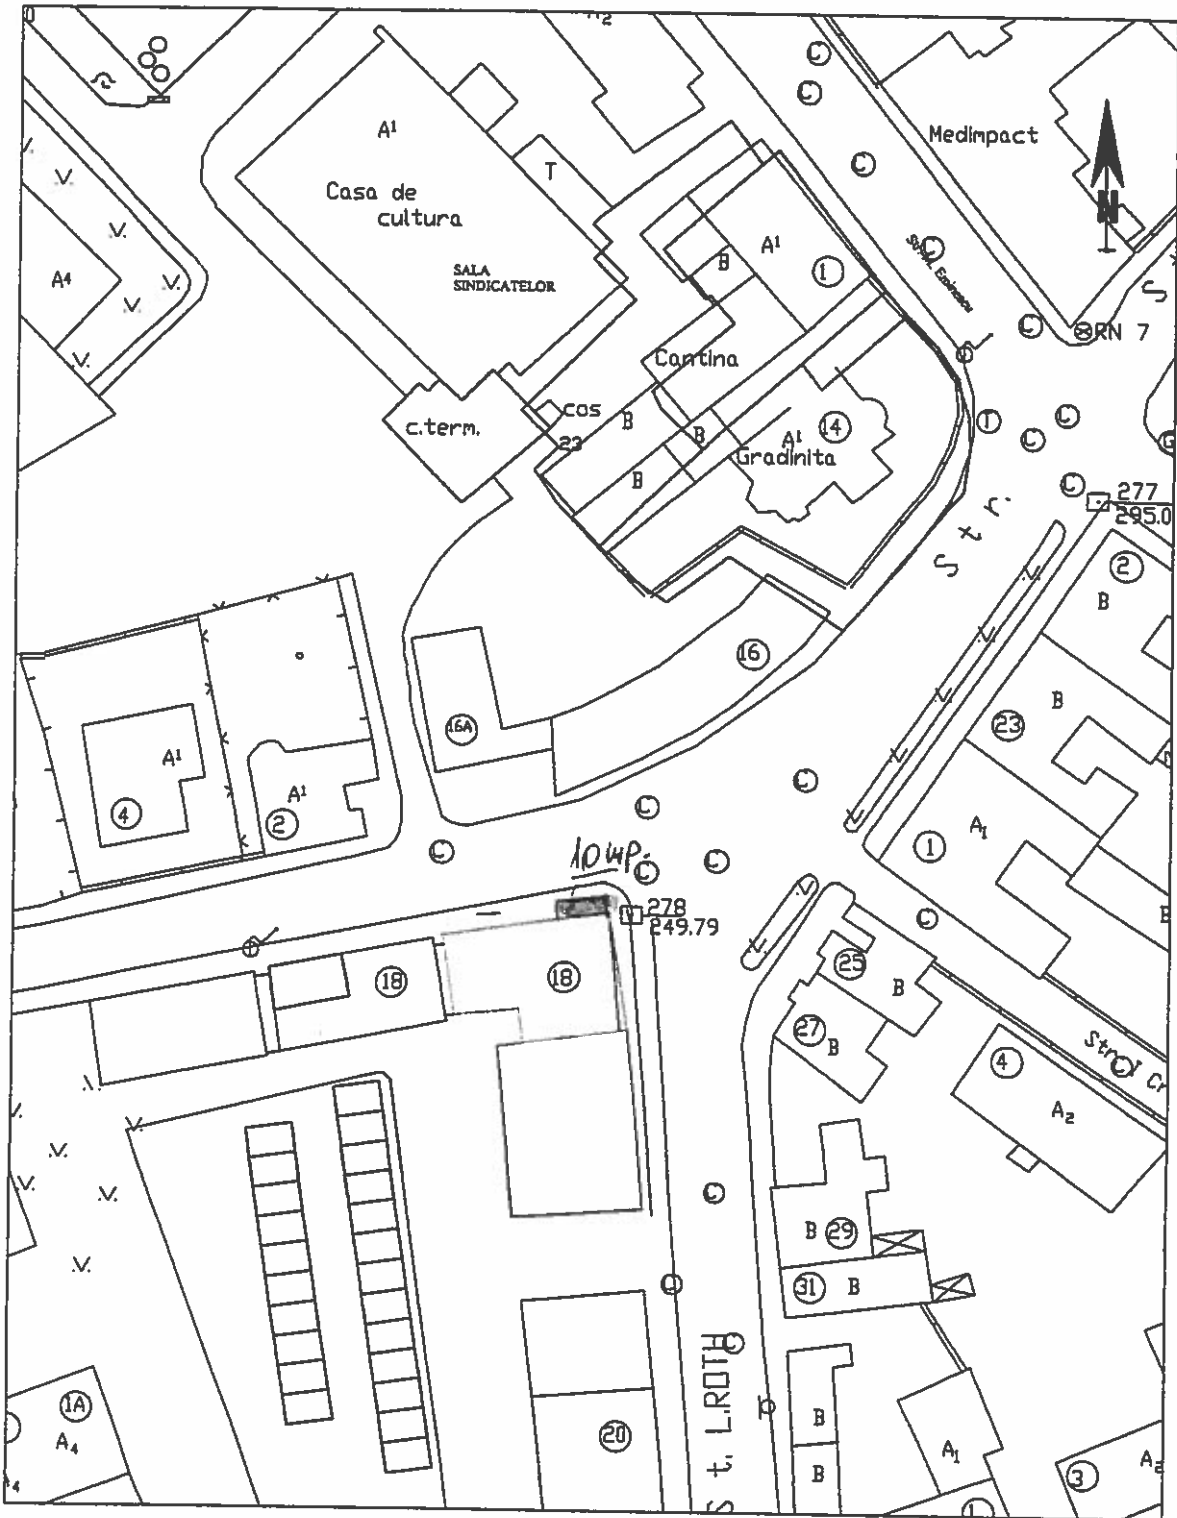 A1
Casa de
cultura
SALA
SINDICATELOR
T
Medimpact
N
A1
1
B
A4
RN 7
Cantina
cos
23
c.term.
B
B
B
A1
14
Gradinita
T
277
295.0
Str.
2
B
16
16A
B
23
A1
4
A1
2
A1
1
10 mp.
278
249.79
18
18
25
B
27
B
4
A2
B
29
31
B
1A
A4
20
St. L.ROTH
B
B
A1
3
A2
1